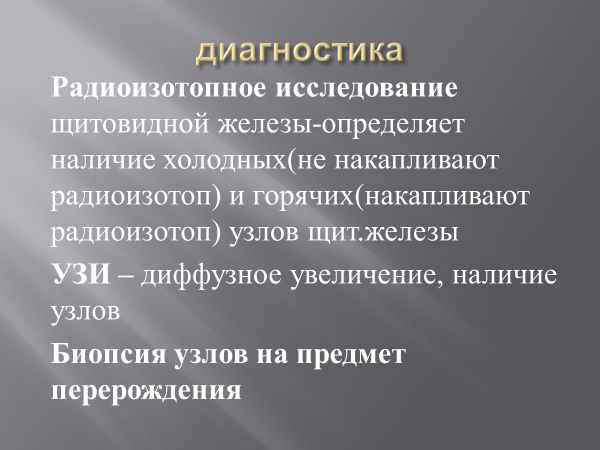 диагностика
Радиоизотопное исследование
щитовидной железы-определяет
наличие холодных(не накапливают
радиоизотоп) и горячих(накапливают
радиоизотоп) узлов щит.железы
УЗИ – диффузное увеличение, наличие
узлов
Биопсия узлов на предмет
перерождения